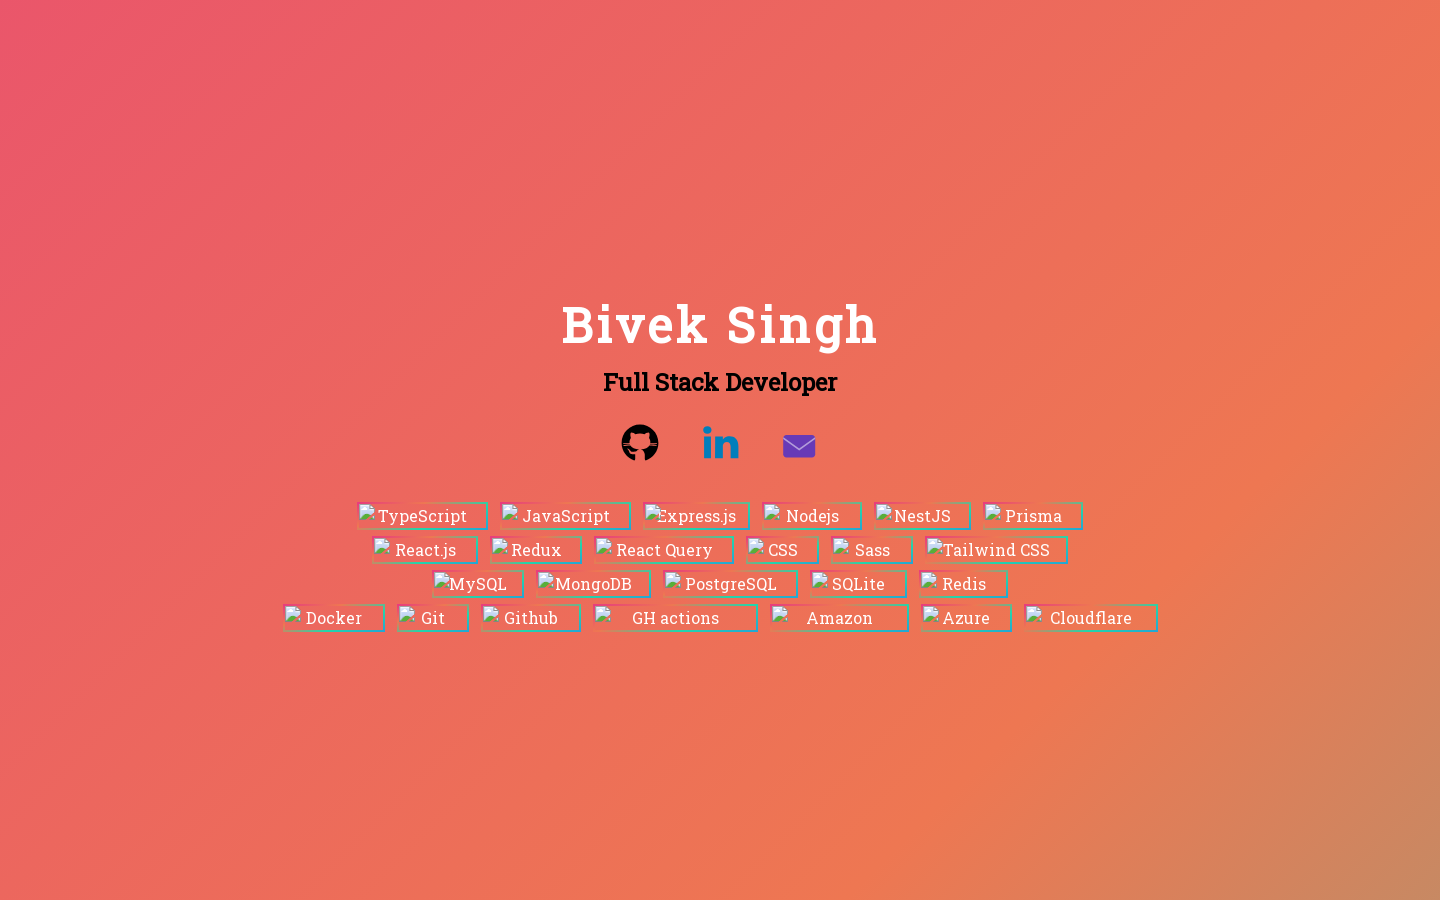 Bivek Singh
Full Stack Developer
in
TypeScript JavaScript Express.js Nodejs NestJS Prisma
React.js Redux React Query CSS Sass Tailwind CSS
MySQL MongoDB PostgreSQL SQLite Redis
Docker Git Github GH actions Amazon Azure Cloudflare